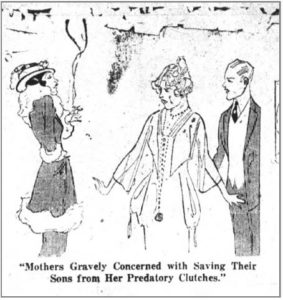 "Mothers Gravely Concerned with Saving Their
Sons from Her Predatory Clutches."